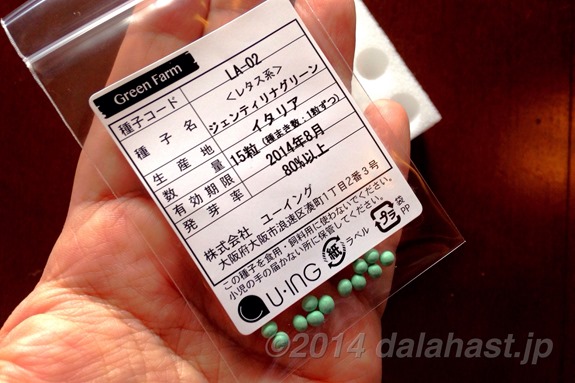 Green Farm
種子コード LA-02
種子名 <レタス系>
ジェンティリナグリーン
生産地 イタリア
数量 15粒(種まき数:1粒ずつ)
有効期限 2014年8月
発芽率 80%以上
株式会社 ユーイング
大阪府大阪市浪速区湊町1丁目2番3号
この種子を食用・飼料用に使わないでください。
小児の手の届かない所に保管してください。
U-ING
紙
ラベル
プラ
袋
PP
©2014 dalahast.jp